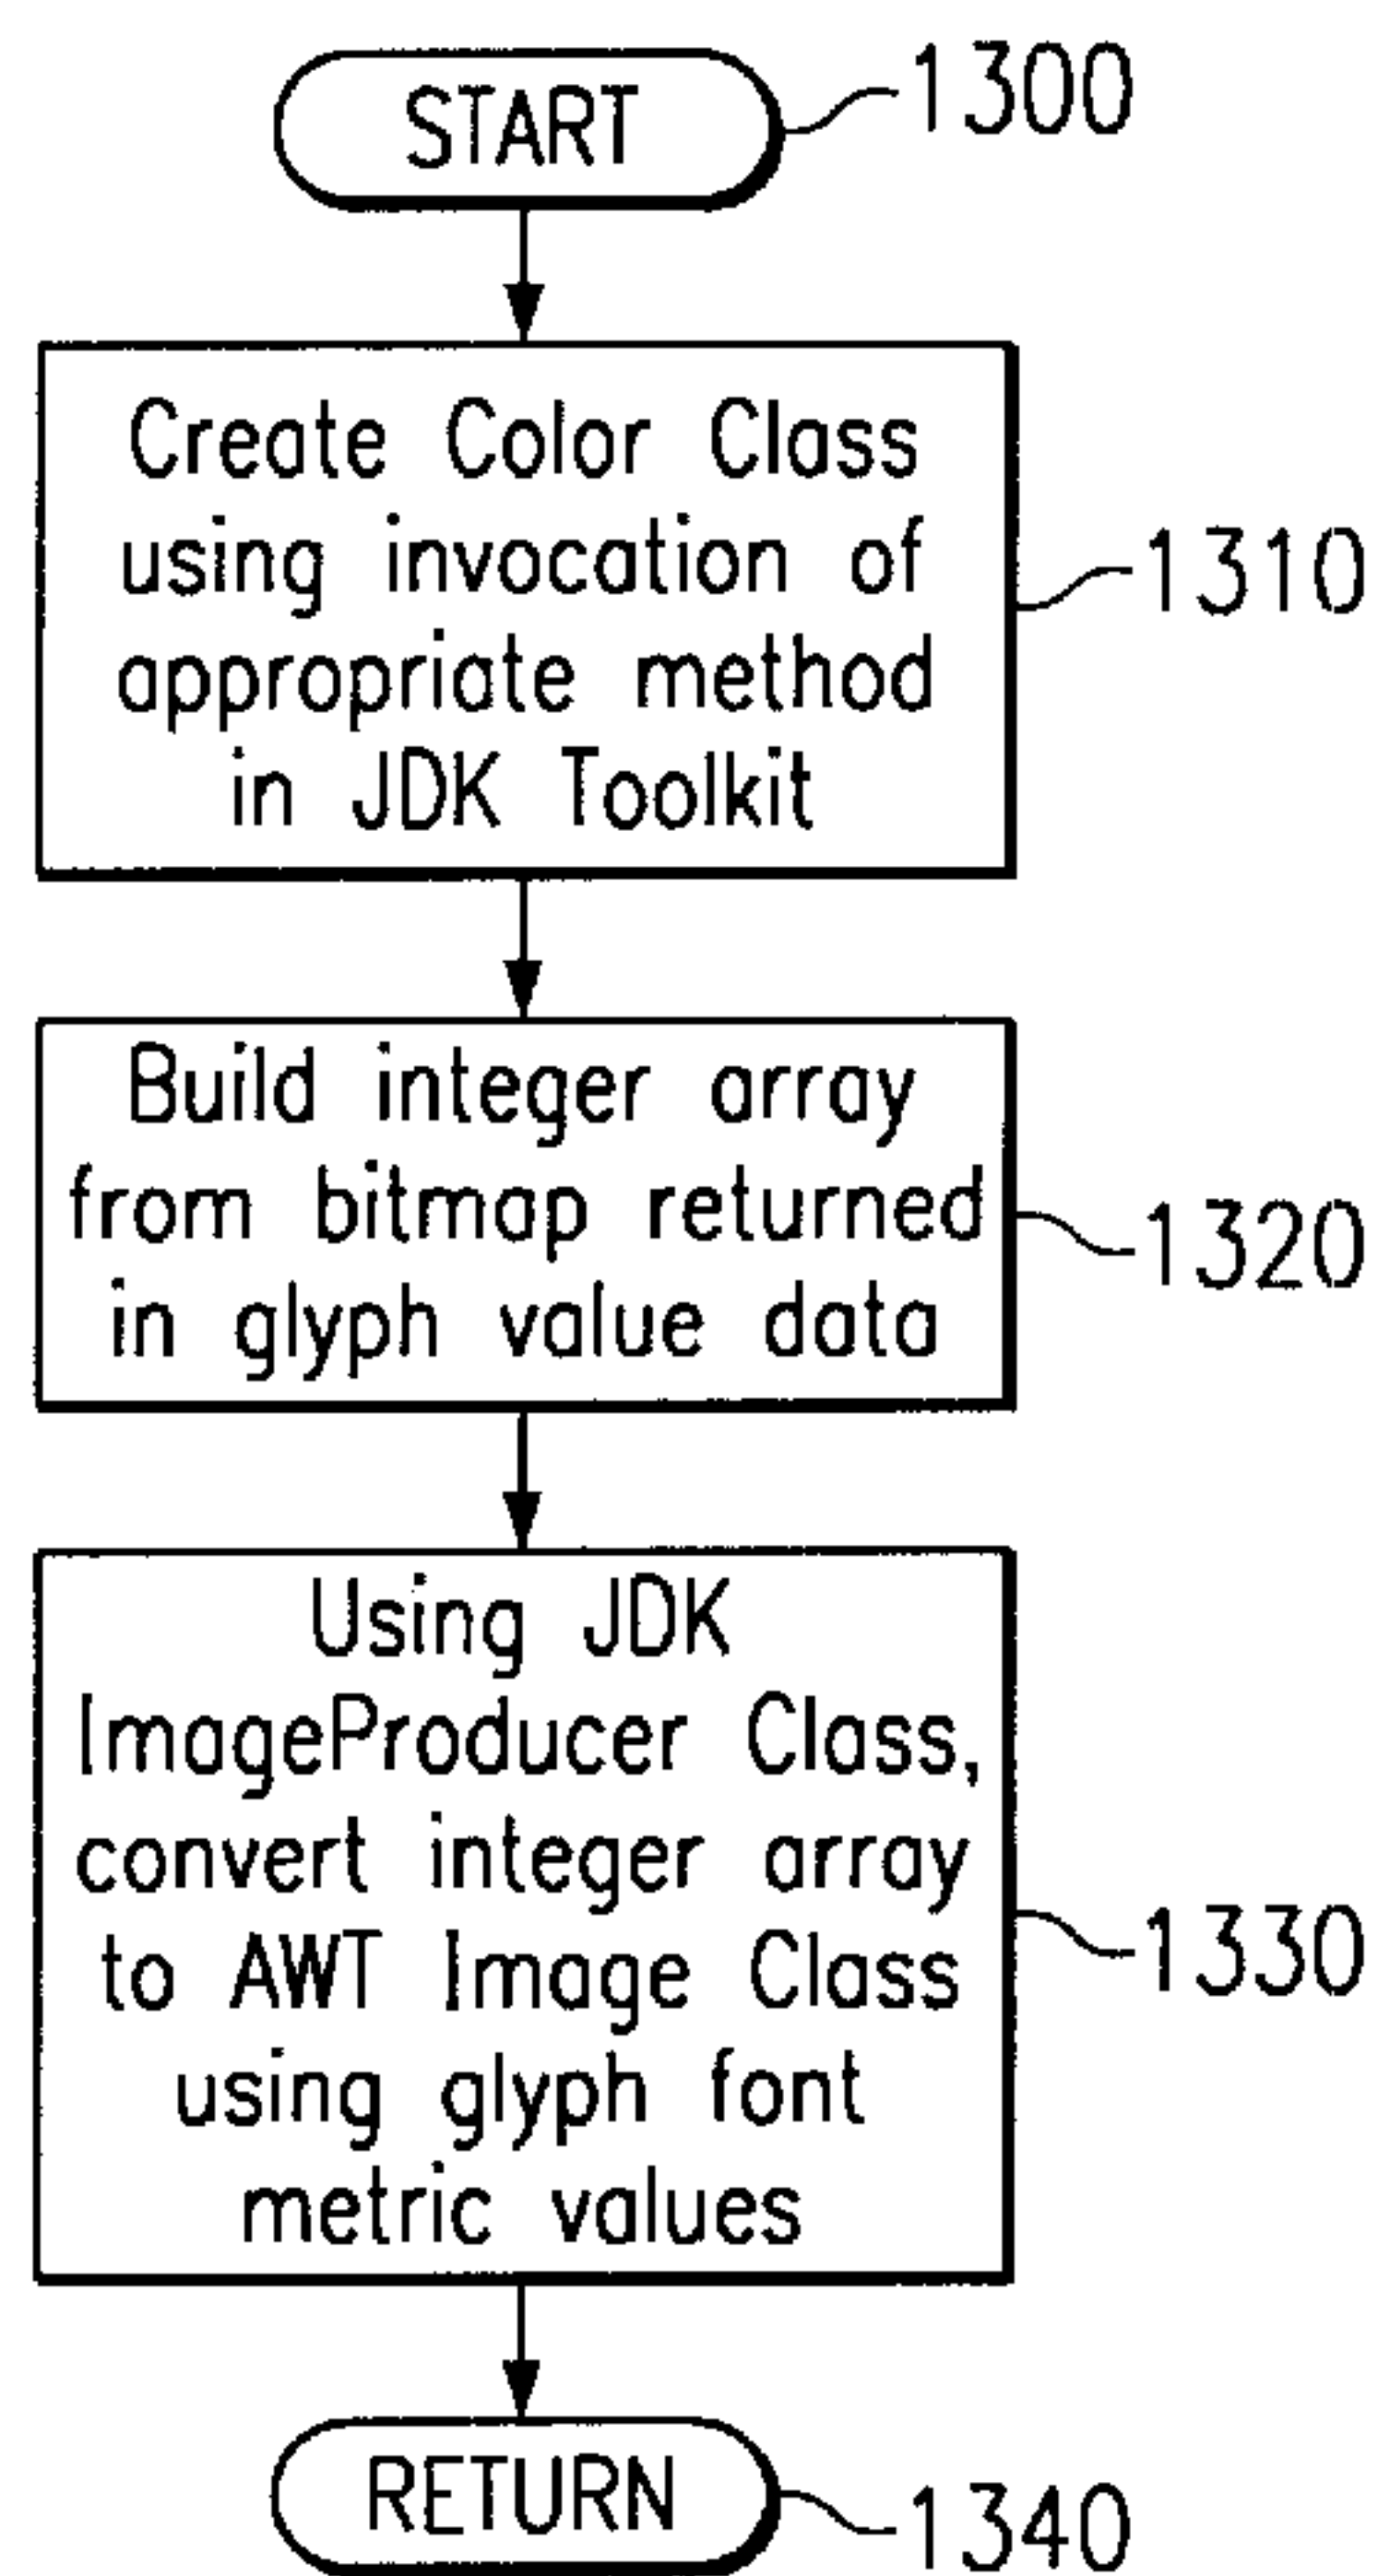 START
1300
Create Color Class
using invocation of
appropriate method
in JDK Toolkit
1310
Build integer array
from bitmap returned
in glyph value data
1320
Using JDK
ImageProducer Class,
convert integer array
to AWT Image Class
using glyph font
metric values
1330
RETURN
1340